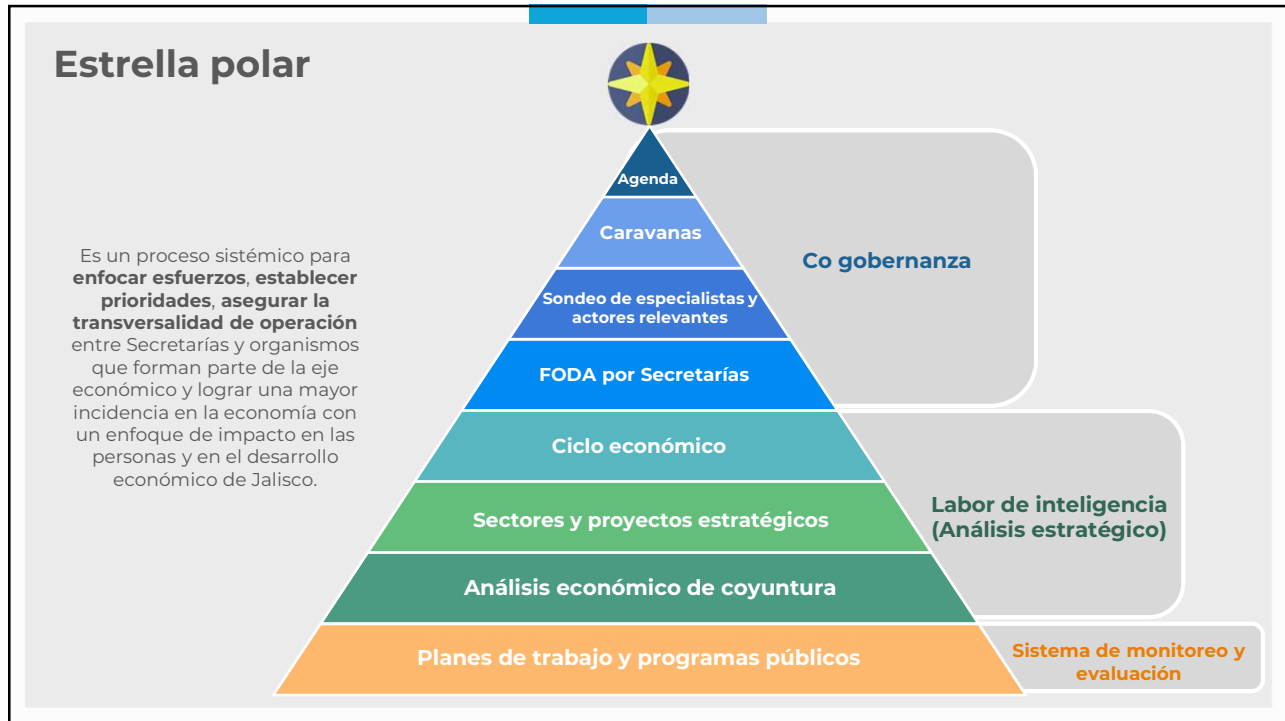 Estrella polar
Es un proceso sistémico para
enfocar esfuerzos, establecer
prioridades, asegurar la
transversalidad de operación
entre Secretarías y organismos
que forman parte de la eje
económico y lograr una mayor
incidencia en la economía con
un enfoque de impacto en las
personas y en el desarrollo
económico de Jalisco.
Agenda
Caravanas
Sondeo de especialistas y
actores relevantes
FODA por Secretarías
Ciclo económico
Sectores y proyectos estratégicos
Análisis económico de coyuntura
Planes de trabajo y programas públicos
Co gobernanza
Labor de inteligencia
(Análisis estratégico)
Sistema de monitoreo y
evaluación